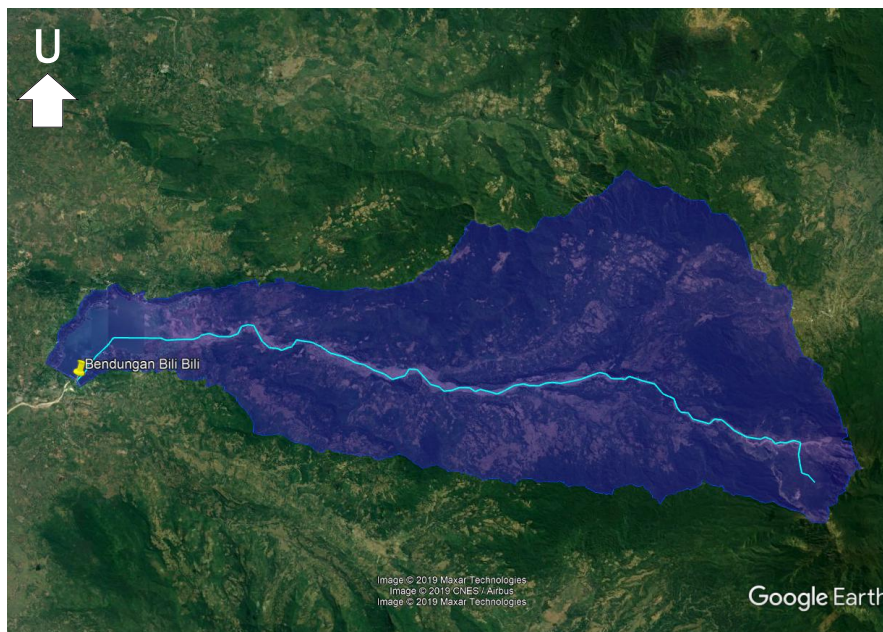 U
Bendungan Bili Bili
Image © 2019 Maxar Technologies
Image © 2019 CNES / Airbus
Image © 2019 Maxar Technologies
Google Earth